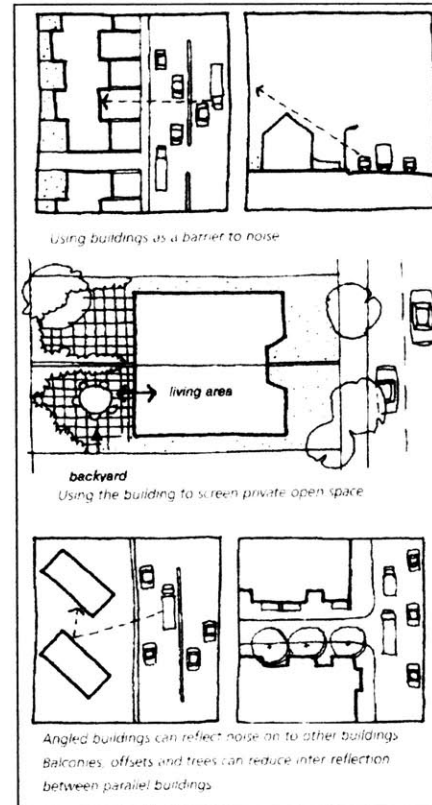 Using buildings as a barrier to noise
living area
backyard
Using the building to screen private open space
Angled buildings can reflect noise on to other buildings
Balconies, offsets and trees can reduce inter reflection
between parallel buildings